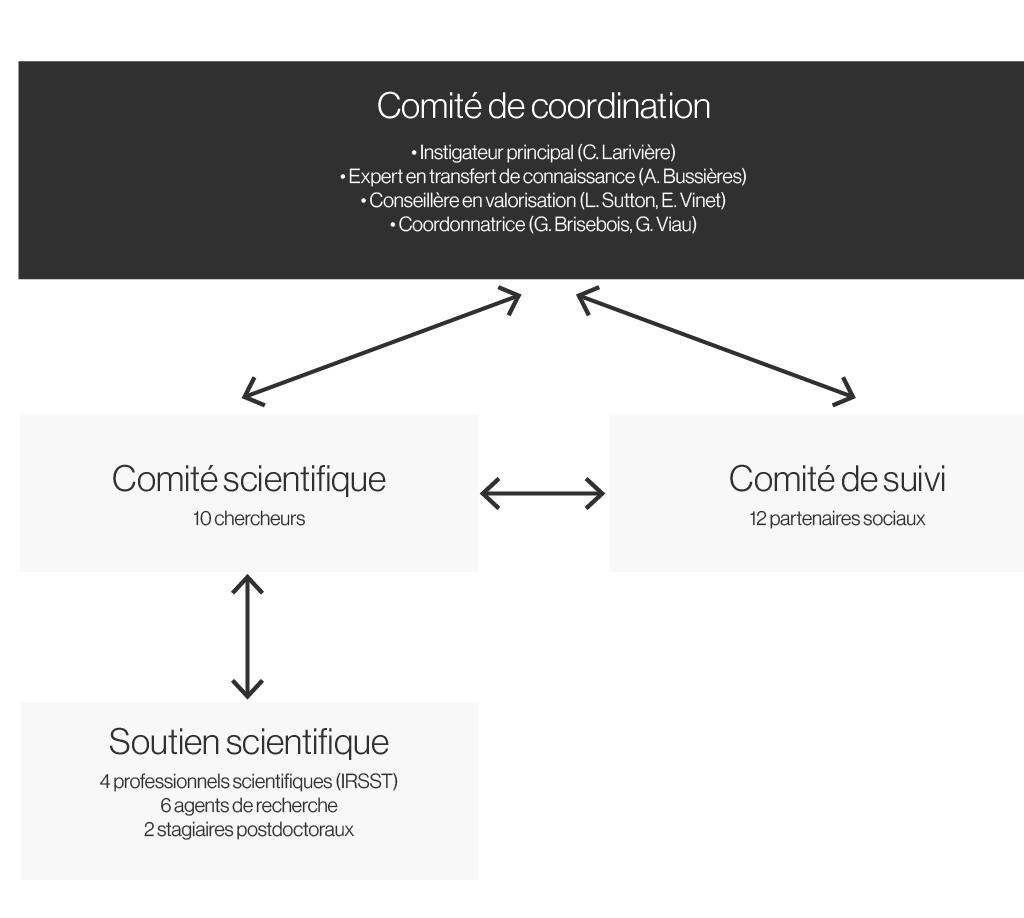 Comité de coordination
• Instigateur principal (C. Larivière)
• Expert en transfert de connaissance (A. Bussières)
• Conseillère en valorisation (L. Sutton, E. Vinet)
• Coordonnatrice (G. Brisebois, G. Viau)
Comité scientifique
10 chercheurs
Comité de suivi
12 partenaires sociaux
Soutien scientifique
4 professionnels scientifiques (IRSST)
6 agents de recherche
2 stagiaires postdoctoraux